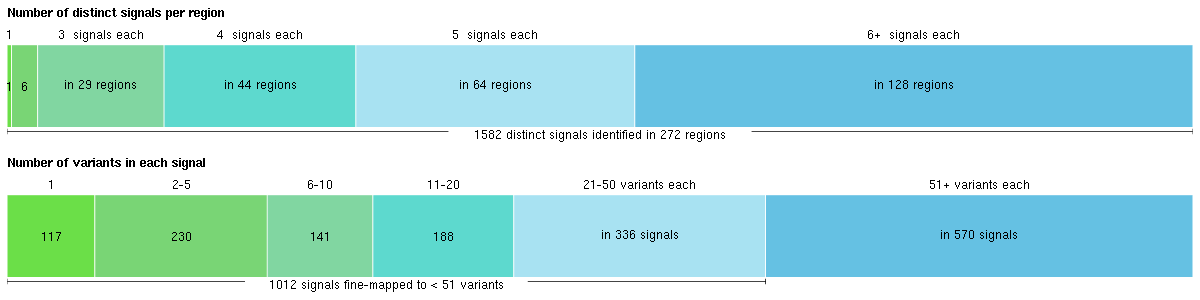 Number of distinct signals per region
1 3 signals each 4 signals each 5 signals each 6+ signals each
1 6 in 29 regions in 44 regions in 64 regions in 128 regions
1582 distinct signals identified in 272 regions
Number of variants in each signal
1 2-5 6-10 11-20 21-50 variants each 51+ variants each
117 230 141 188 in 336 signals in 570 signals
1012 signals fine-mapped to < 51 variants